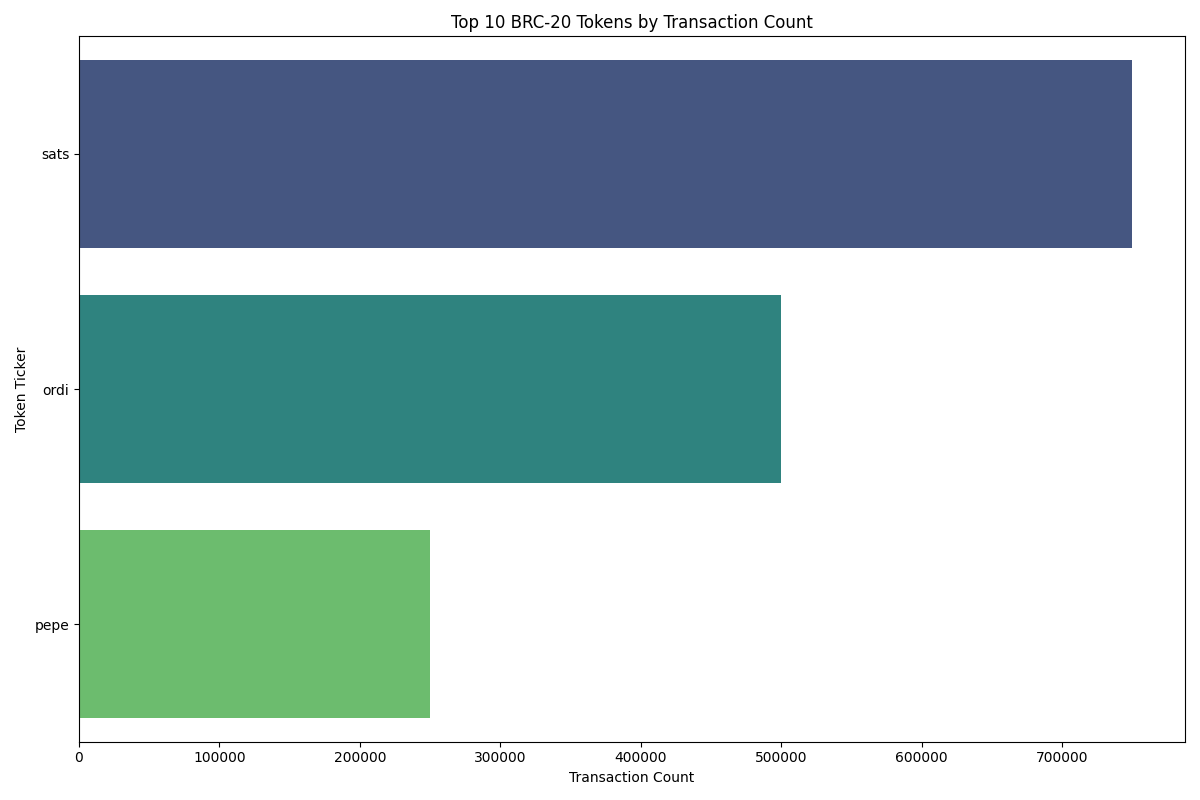 Top 10 BRC-20 Tokens by Transaction Count
Token Ticker
sats
ordi
pepe
0 100000 200000 300000 400000 500000 600000 700000
Transaction Count